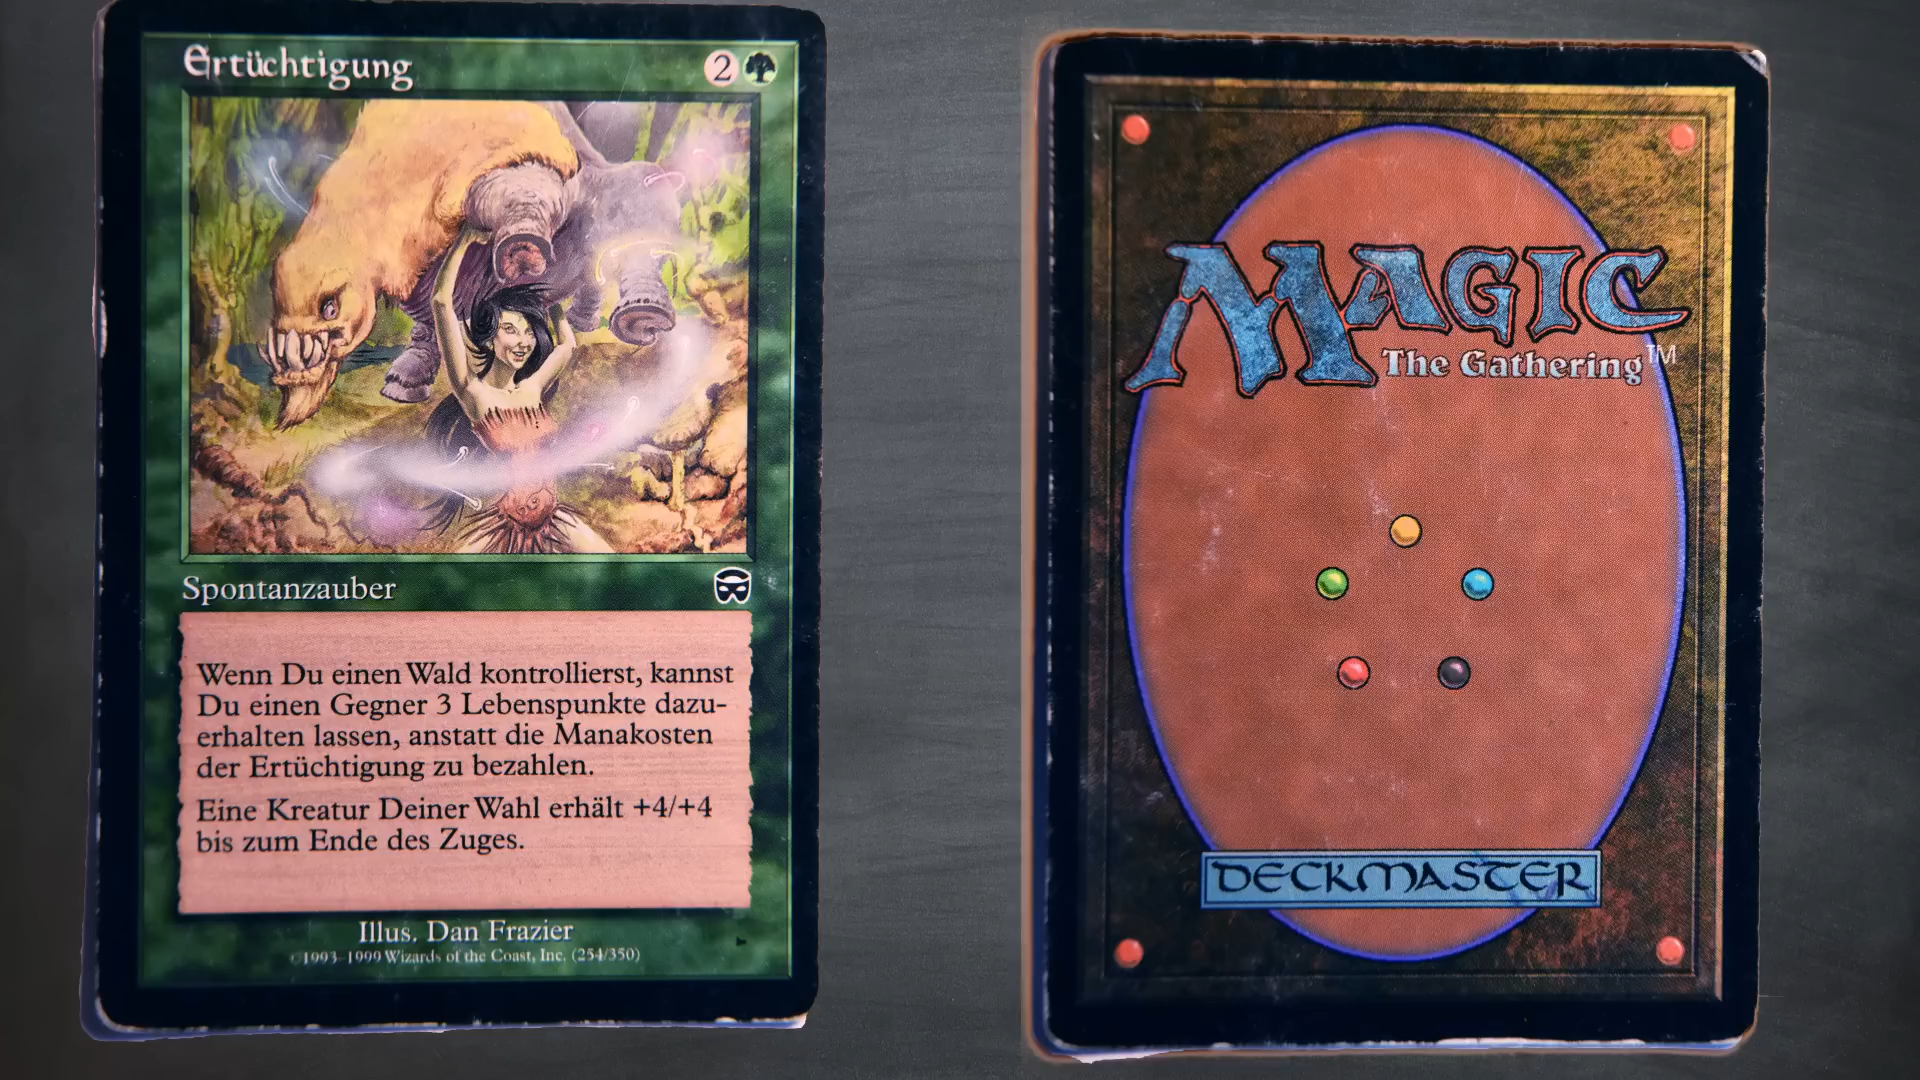 Ertüchtigung
2
Spontanzauber
Wenn Du einen Wald kontrollierst, kannst
Du einen Gegner 3 Lebenspunkte dazu-
erhalten lassen, anstatt die Manakosten
der Ertüchtigung zu bezahlen.
Eine Kreatur Deiner Wahl erhält +4/+4
bis zum Ende des Zuges.
Illus. Dan Frazier
©1993-1999 Wizards of the Coast, Inc. (254/350)
MAGIC
The Gathering™
DECKMASTER